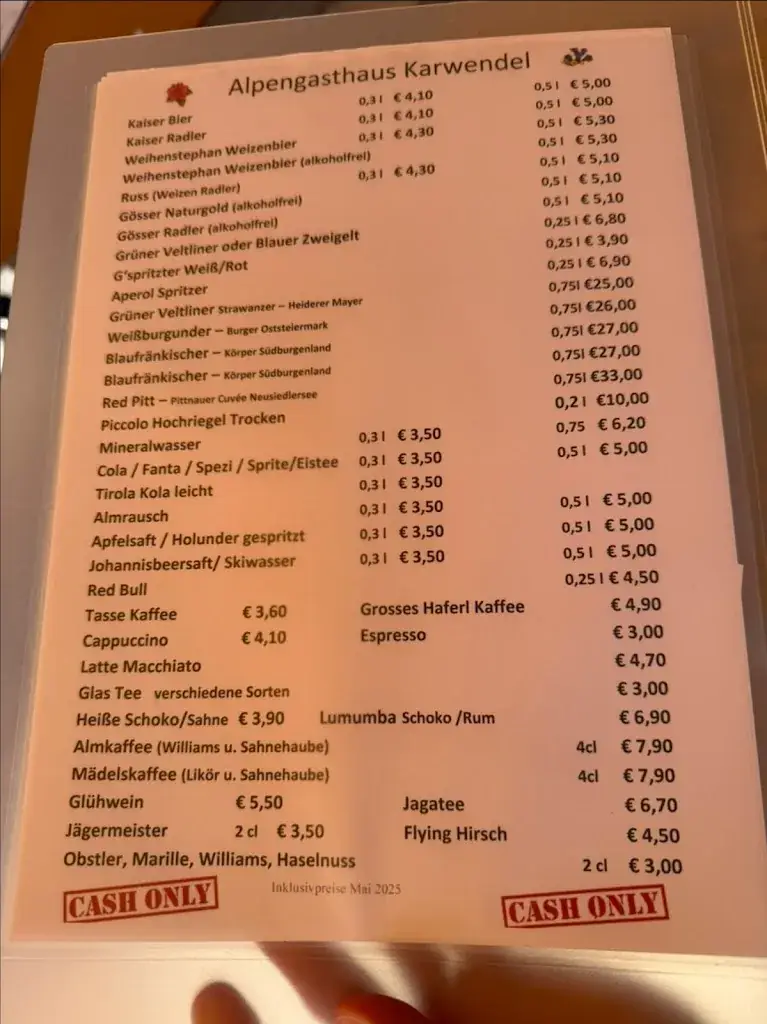 Alpengasthaus Karwendel
Kaiser Bier 0,3 l € 4,10 0,5 l € 5,00
Kaiser Radler 0,3 l € 4,10 0,5 l € 5,00
Weihenstephan Weizenbier 0,3 l € 4,30 0,5 l € 5,30
Weihenstephan Weizenbier (alkoholfrei) 0,5 l € 5,30
Russ (Weizen Radler) 0,3 l € 4,30 0,5 l € 5,10
Gösser Naturgold (alkoholfrei) 0,5 l € 5,10
Gösser Radler (alkoholfrei) 0,5 l € 5,10
Grüner Veltliner oder Blauer Zweigelt 0,25 l € 6,80
G'spritzter Weiß/Rot 0,25 l € 3,90
Aperol Spritzer 0,25 l € 6,90
Grüner Veltliner Strawanzer – Heiderer Mayer 0,75l €25,00
Weißburgunder – Burger Oststeiermark 0,75l €26,00
Blaufränkischer – Körper Südburgenland 0,75l €27,00
Blaufränkischer – Körper Südburgenland 0,75l €27,00
Red Pitt – Pittnauer Cuvée Neusiedlersee 0,75l €33,00
Piccolo Hochriegel Trocken 0,2 l €10,00
Mineralwasser 0,3 l € 3,50 0,75 € 6,20
Cola / Fanta / Spezi / Sprite/Eistee 0,3 l € 3,50 0,5 l € 5,00
Tirola Kola leicht 0,3 l € 3,50
Almrausch 0,3 l € 3,50 0,5 l € 5,00
Apfelsaft / Holunder gespritzt 0,3 l € 3,50 0,5 l € 5,00
Johannisbeersaft/ Skiwasser 0,3 l € 3,50 0,5 l € 5,00
Red Bull 0,25 l € 4,50
Tasse Kaffee € 3,60 Grosses Haferl Kaffee € 4,90
Cappuccino € 4,10 Espresso € 3,00
Latte Macchiato € 4,70
Glas Tee verschiedene Sorten € 3,00
Heiße Schoko/Sahne € 3,90 Lumumba Schoko /Rum € 6,90
Almkaffee (Williams u. Sahnehaube) 4cl € 7,90
Mädelskaffee (Likör u. Sahnehaube) 4cl € 7,90
Glühwein € 5,50 Jagatee € 6,70
Jägermeister 2 cl € 3,50 Flying Hirsch € 4,50
Obstler, Marille, Williams, Haselnuss 2 cl € 3,00
CASH ONLY Inklusivpreise Mai 2025 CASH ONLY